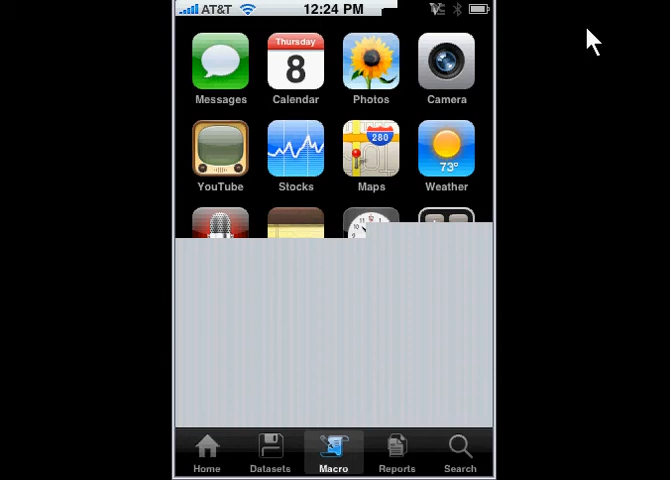 AT&T 12:24 PM
Thursday
8
Messages Calendar Photos Camera
280
73°
YouTube Stocks Maps Weather
Home Datasets Macro Reports Search